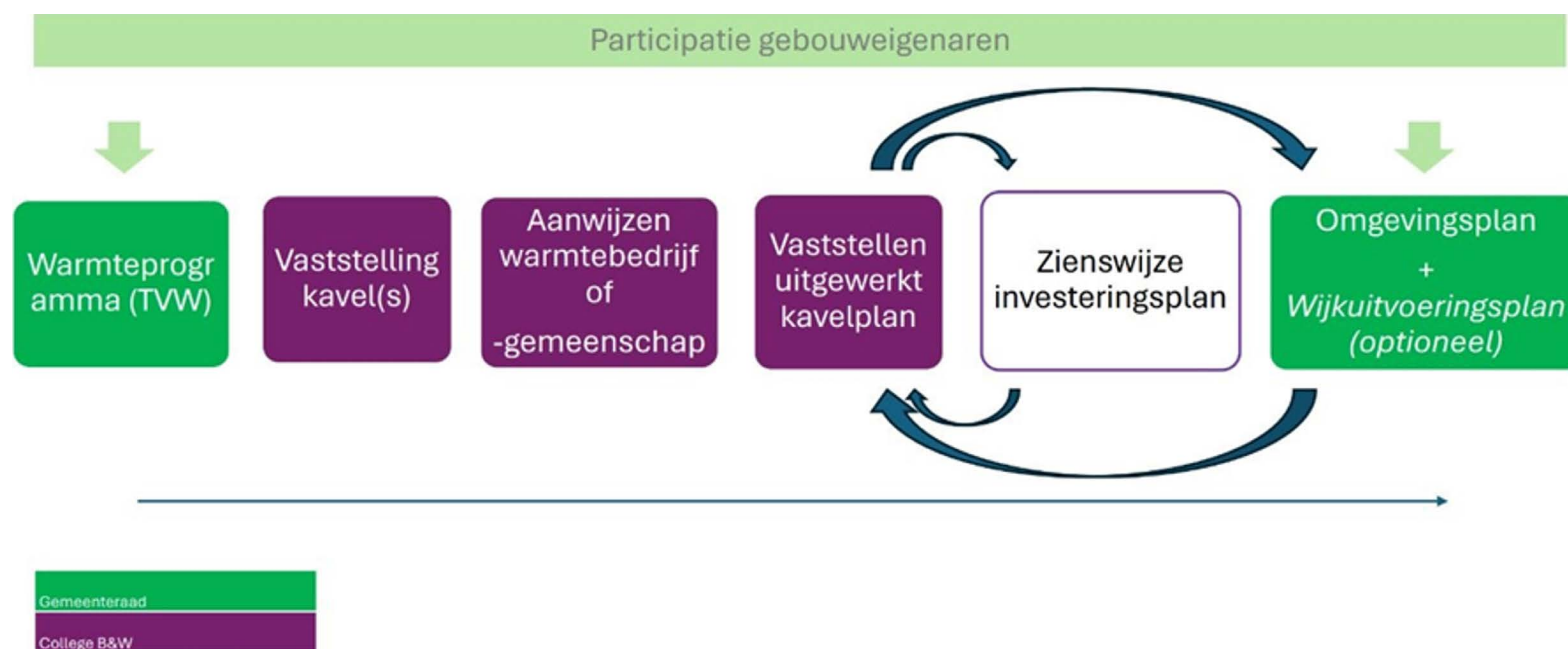 Participatie gebouweigenaren
Warmteprogr
amma (TVW)
Vaststelling
kavel(s)
Aanwijzen
warmtebedrijf
of
-gemeenschap
Vaststellen
uitgewerkt
kavelplan
Zienswijze
investeringsplan
Omgevingsplan
+
Wijkuitvoeringsplan
(optioneel)
Gemeenteraad
College B&W